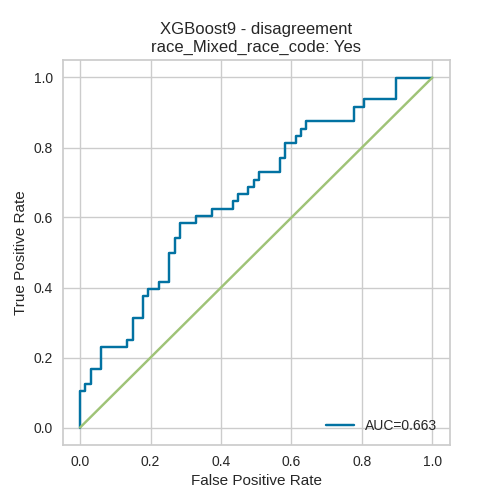 XGBoost9 - disagreement
race_Mixed_race_code: Yes
1.0
0.8
0.6
0.4
0.2
0.0
True Positive Rate
AUC=0.663
0.0 0.2 0.4 0.6 0.8 1.0
False Positive Rate